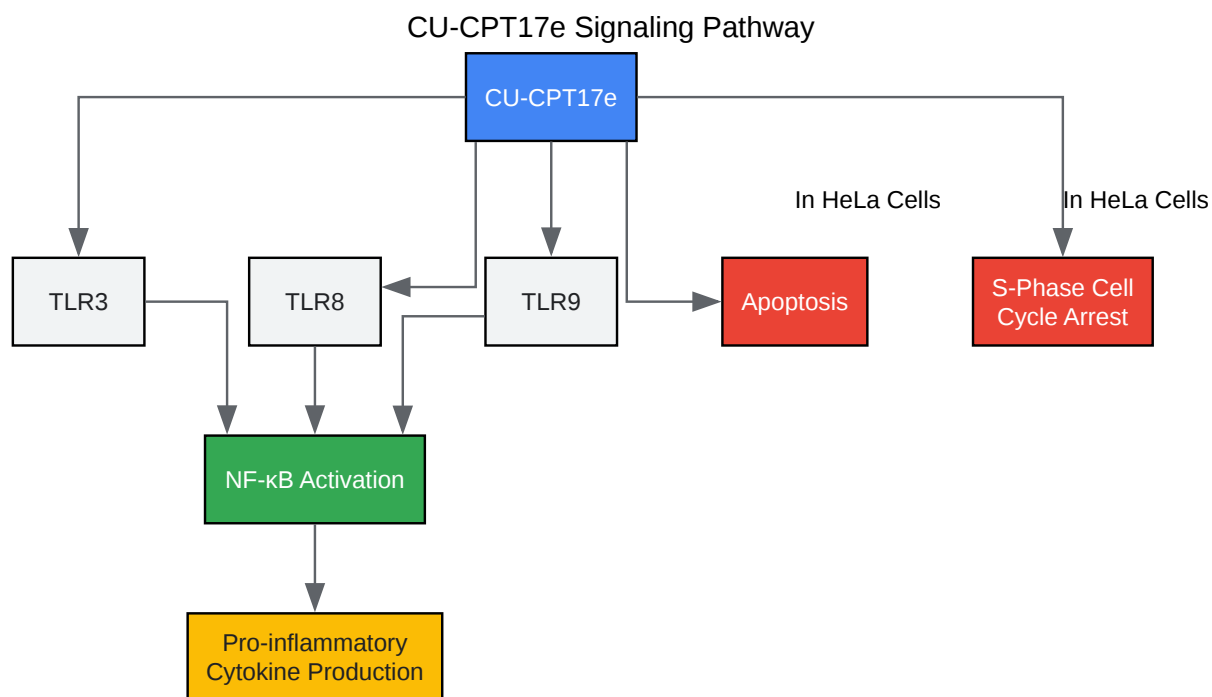 CU-CPT17e Signaling Pathway
CU-CPT17e
In HeLa Cells
In HeLa Cells
TLR3
TLR8
TLR9
Apoptosis
S-Phase Cell
Cycle Arrest
NF-κB Activation
Pro-inflammatory
Cytokine Production